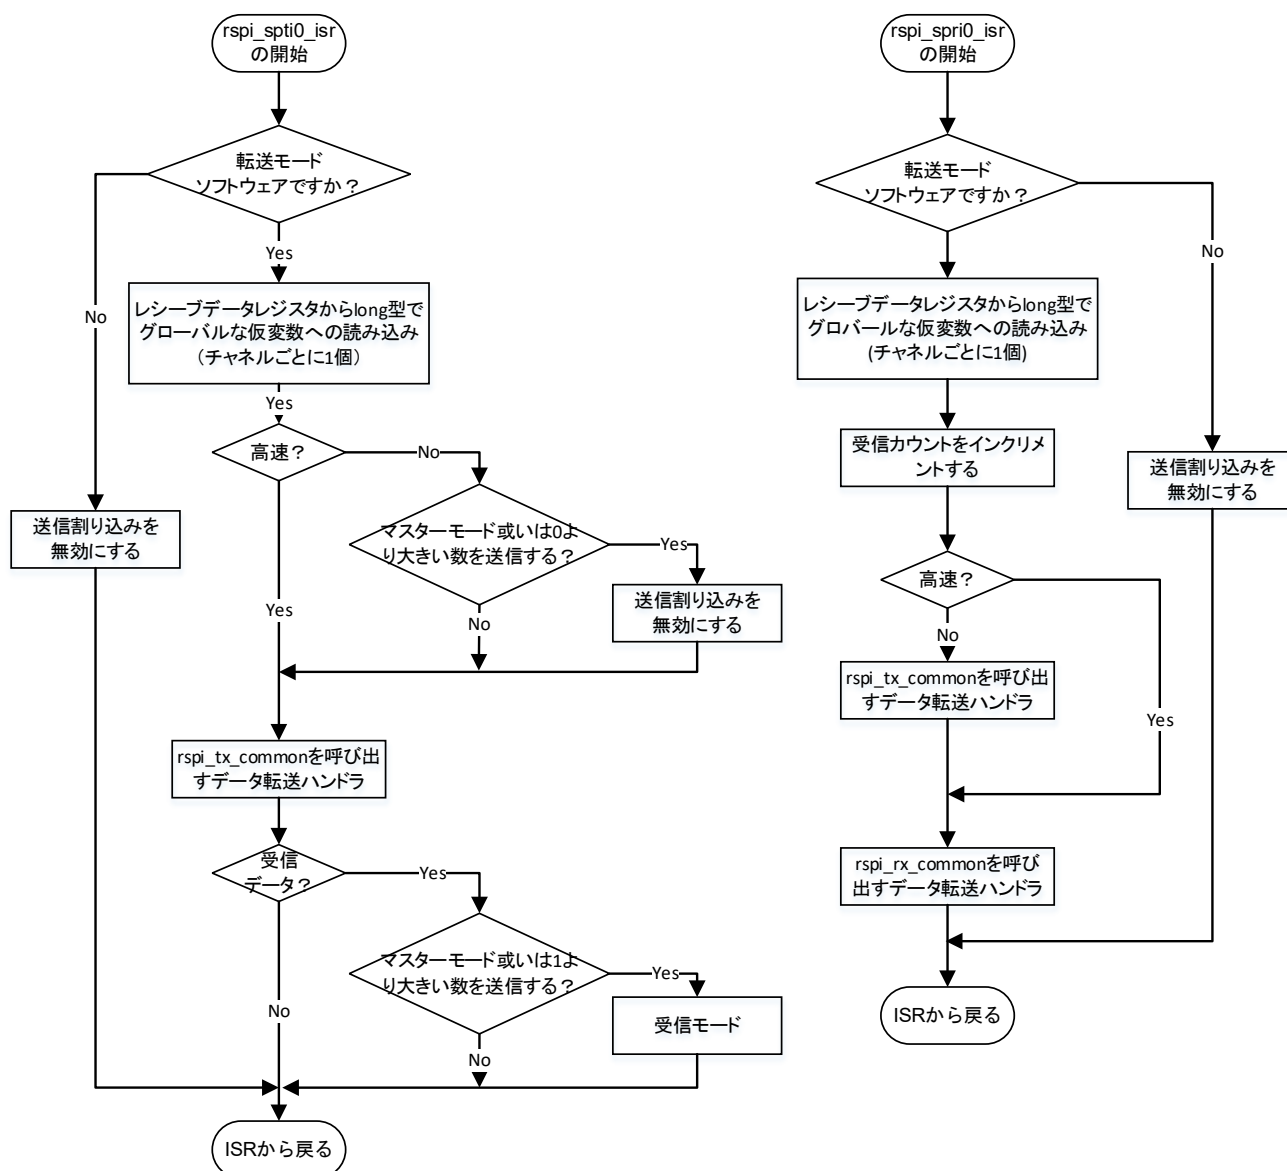 rspi_spti0_isr
の開始
転送モード
ソフトウェアですか？
Yes
No
レシーブデータレジスタからlong型で
グローバルな仮変数への読み込み
（チャネルごとに1個）
Yes
高速？
No
マスターモード或いは0よ
り大きい数を送信する？
Yes
送信割り込みを
無効にする
送信割り込みを
無効にする
Yes
No
rspi_tx_commonを呼び出
すデータ転送ハンドラ
受信
データ？
Yes
マスターモード或いは1よ
り大きい数を送信する？
Yes
受信モード
No
No
ISRから戻る
rspi_spri0_isr
の開始
転送モード
ソフトウェアですか？
No
レシーブデータレジスタからlong型で
グロバールな仮変数への読み込み
(チャネルごとに1個)
受信カウントをインクリメ
ントする
送信割り込みを
無効にする
高速？
No
rspi_tx_commonを呼び出
すデータ転送ハンドラ
Yes
rspi_rx_commonを呼び
出すデータ転送ハンドラ
ISRから戻る